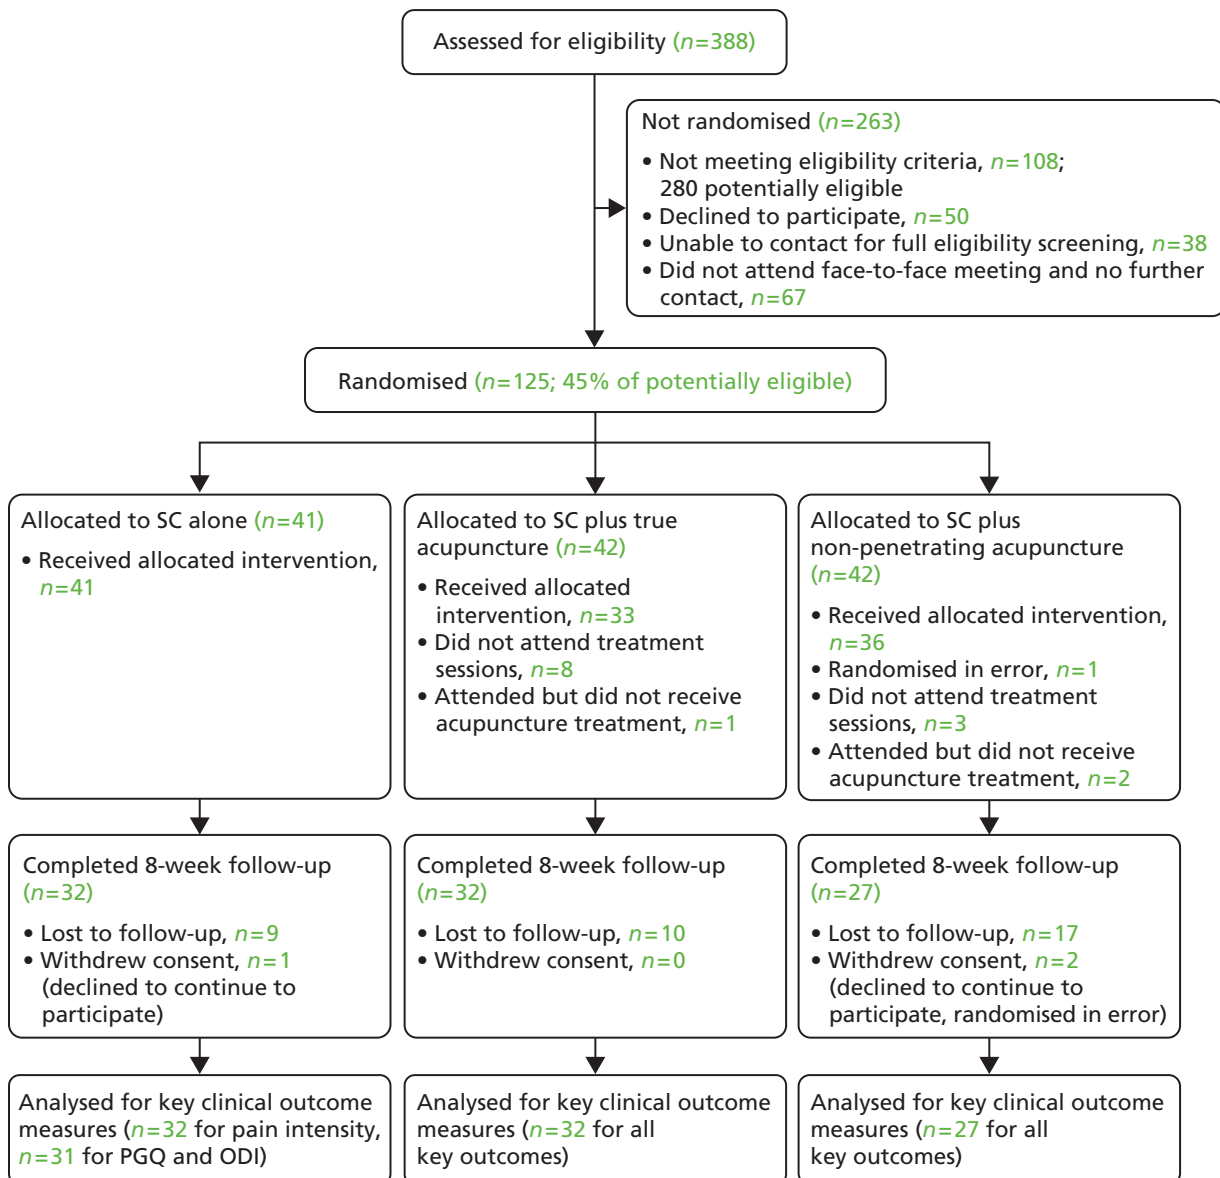 Assessed for eligibility (n=388)
Not randomised (n=263)
• Not meeting eligibility criteria, n=108;
280 potentially eligible
• Declined to participate, n=50
• Unable to contact for full eligibility screening, n=38
• Did not attend face-to-face meeting and no further
contact, n=67
Randomised (n=125; 45% of potentially eligible)
Allocated to SC alone (n=41)
• Received allocated intervention,
n=41
Allocated to SC plus true
acupuncture (n=42)
• Received allocated
intervention, n=33
• Did not attend treatment
sessions, n=8
• Attended but did not receive
acupuncture treatment, n=1
Allocated to SC plus
non-penetrating acupuncture
(n=42)
• Received allocated intervention,
n=36
• Randomised in error, n=1
• Did not attend treatment
sessions, n=3
• Attended but did not receive
acupuncture treatment, n=2
Completed 8-week follow-up
(n=32)
• Lost to follow-up, n=9
• Withdrew consent, n=1
(declined to continue to
participate)
Completed 8-week follow-up
(n=32)
• Lost to follow-up, n=10
• Withdrew consent, n=0
Completed 8-week follow-up
(n=27)
• Lost to follow-up, n=17
• Withdrew consent, n=2
(declined to continue to
participate, randomised in error)
Analysed for key clinical outcome
measures (n=32 for pain intensity,
n=31 for PGQ and ODI)
Analysed for key clinical outcome
measures (n=32 for all
key outcomes)
Analysed for key clinical outcome
measures (n=27 for all
key outcomes)